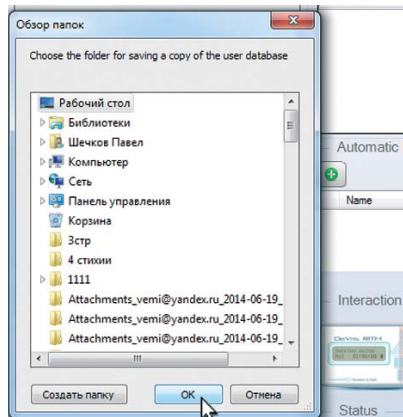 Обзор папок
Choose the folder for saving a copy of the user database
Рабочий стол
Библиотеки
Шечков Павел
Компьютер
Сеть
Панель управления
Корзина
3стр
4 стихии
1111
Attachments_vemi@yandex.ru_2014-06-19_
Attachments_vemi@yandex.ru_2014-06-19_
Attachments_vemi@yandex.ru_2014-06-19_
Создать папку
OK
Отмена
Automatic
Name
Interaction
Status